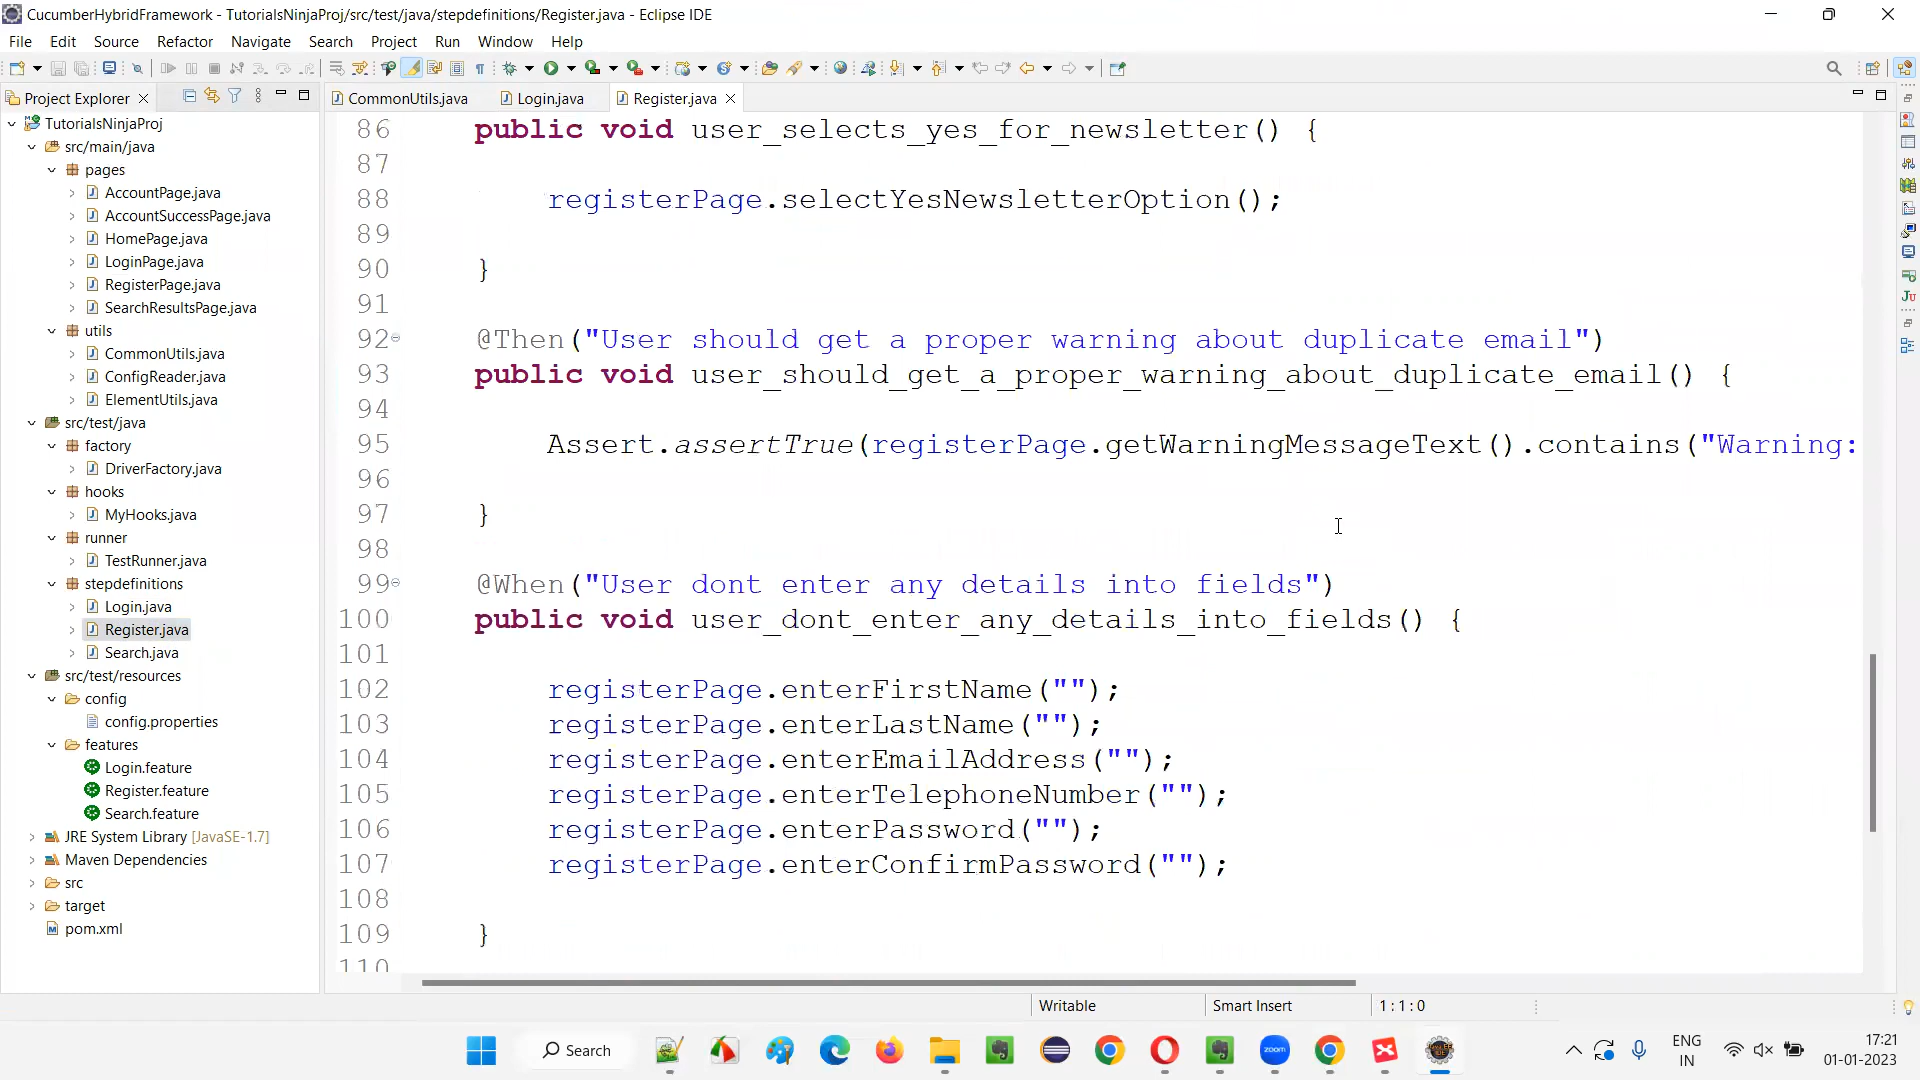 CucumberHybridFramework - TutorialsNinjaProj/src/test/java/stepdefinitions/Register.java - Eclipse IDE
File Edit Source Refactor Navigate Search Project Run Window Help
Project Explorer
TutorialsNinjaProj
src/main/java
pages
AccountPage.java
AccountSuccessPage.java
HomePage.java
LoginPage.java
RegisterPage.java
SearchResultsPage.java
utils
CommonUtils.java
ConfigReader.java
ElementUtils.java
src/test/java
factory
DriverFactory.java
hooks
MyHooks.java
runner
TestRunner.java
stepdefinitions
Login.java
Register.java
Search.java
src/test/resources
config
config.properties
features
Login.feature
Register.feature
Search.feature
JRE System Library [JavaSE-1.7]
Maven Dependencies
src
target
pom.xml
CommonUtils.java Login.java Register.java
86 public void user_selects_yes_for_newsletter() {
87
88 registerPage.selectYesNewsletterOption();
89
90 }
91
92 @Then("User should get a proper warning about duplicate email")
93 public void user_should_get_a_proper_warning_about_duplicate_email() {
94
95 Assert.assertTrue(registerPage.getWarningMessageText().contains("Warning:
96
97 }
98
99 @When("User dont enter any details into fields")
100 public void user_dont_enter_any_details_into_fields() {
101
102 registerPage.enterFirstName("");
103 registerPage.enterLastName("");
104 registerPage.enterEmailAddress("");
105 registerPage.enterTelephoneNumber("");
106 registerPage.enterPassword("");
107 registerPage.enterConfirmPassword("");
108
109 }
110
Writable Smart Insert 1 : 1 : 0
Search
zoom
ENG
IN
17:21
01-01-2023